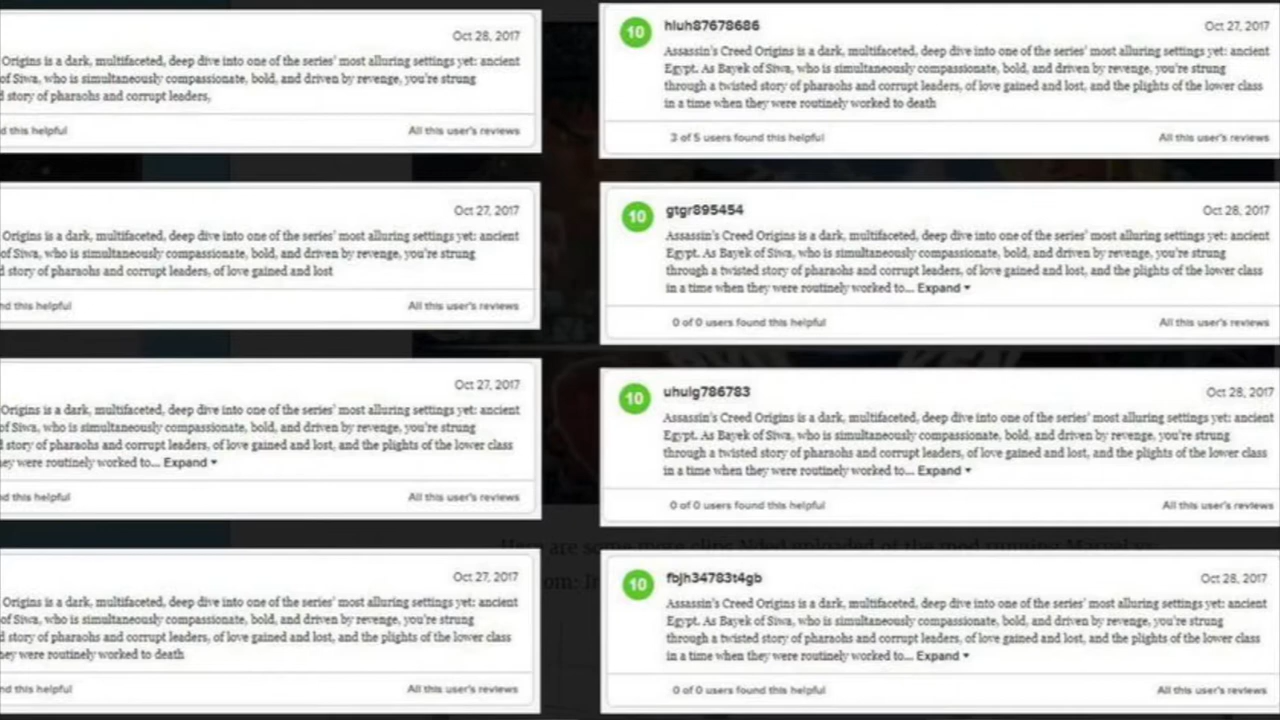 Oct 28, 2017
Origins is a dark, multifaceted, deep dive into one of the series' most alluring settings yet: ancient
of Siwa, who is simultaneously compassionate, bold, and driven by revenge, you're strung
d story of pharaohs and corrupt leaders,
d this helpful
All this user's reviews
Oct 27, 2017
Origins is a dark, multifaceted, deep dive into one of the series' most alluring settings yet: ancient
of Siwa, who is simultaneously compassionate, bold, and driven by revenge, you're strung
d story of pharaohs and corrupt leaders, of love gained and lost
nd this helpful
All this user's reviews
Oct 27, 2017
Origins is a dark, multifaceted, deep dive into one of the series' most alluring settings yet: ancient
of Siwa, who is simultaneously compassionate, bold, and driven by revenge, you're strung
d story of pharaohs and corrupt leaders, of love gained and lost, and the plights of the lower class
ey were routinely worked to... Expand
nd this helpful
All this user's reviews
Oct 27, 2017
Origins is a dark, multifaceted, deep dive into one of the series' most alluring settings yet: ancient
of Siwa, who is simultaneously compassionate, bold, and driven by revenge, you're strung
d story of pharaohs and corrupt leaders, of love gained and lost, and the plights of the lower class
ey were routinely worked to death
nd this helpful
All this user's reviews
10
hluh87678686
Oct 27, 2017
Assassin's Creed Origins is a dark, multifaceted, deep dive into one of the series' most alluring settings yet: ancient
Egypt. As Bayek of Siwa, who is simultaneously compassionate, bold, and driven by revenge, you're strung
through a twisted story of pharaohs and corrupt leaders, of love gained and lost, and the plights of the lower class
in a time when they were routinely worked to death
3 of 5 users found this helpful
All this user's reviews
10
gtgr895454
Oct 28, 2017
Assassin's Creed Origins is a dark, multifaceted, deep dive into one of the series' most alluring settings yet: ancient
Egypt. As Bayek of Siwa, who is simultaneously compassionate, bold, and driven by revenge, you're strung
through a twisted story of pharaohs and corrupt leaders, of love gained and lost, and the plights of the lower class
in a time when they were routinely worked to... Expand
0 of 0 users found this helpful
All this user's reviews
10
uhuig786783
Oct 28, 2017
Assassin's Creed Origins is a dark, multifaceted, deep dive into one of the series' most alluring settings yet: ancient
Egypt. As Bayek of Siwa, who is simultaneously compassionate, bold, and driven by revenge, you're strung
through a twisted story of pharaohs and corrupt leaders, of love gained and lost, and the plights of the lower class
in a time when they were routinely worked to... Expand
0 of 0 users found this helpful
All this user's reviews
10
fbjh34783t4gb
Oct 28, 2017
Assassin's Creed Origins is a dark, multifaceted, deep dive into one of the series' most alluring settings yet: ancient
Egypt. As Bayek of Siwa, who is simultaneously compassionate, bold, and driven by revenge, you're strung
through a twisted story of pharaohs and corrupt leaders, of love gained and lost, and the plights of the lower class
in a time when they were routinely worked to... Expand
0 of 0 users found this helpful
All this user's reviews